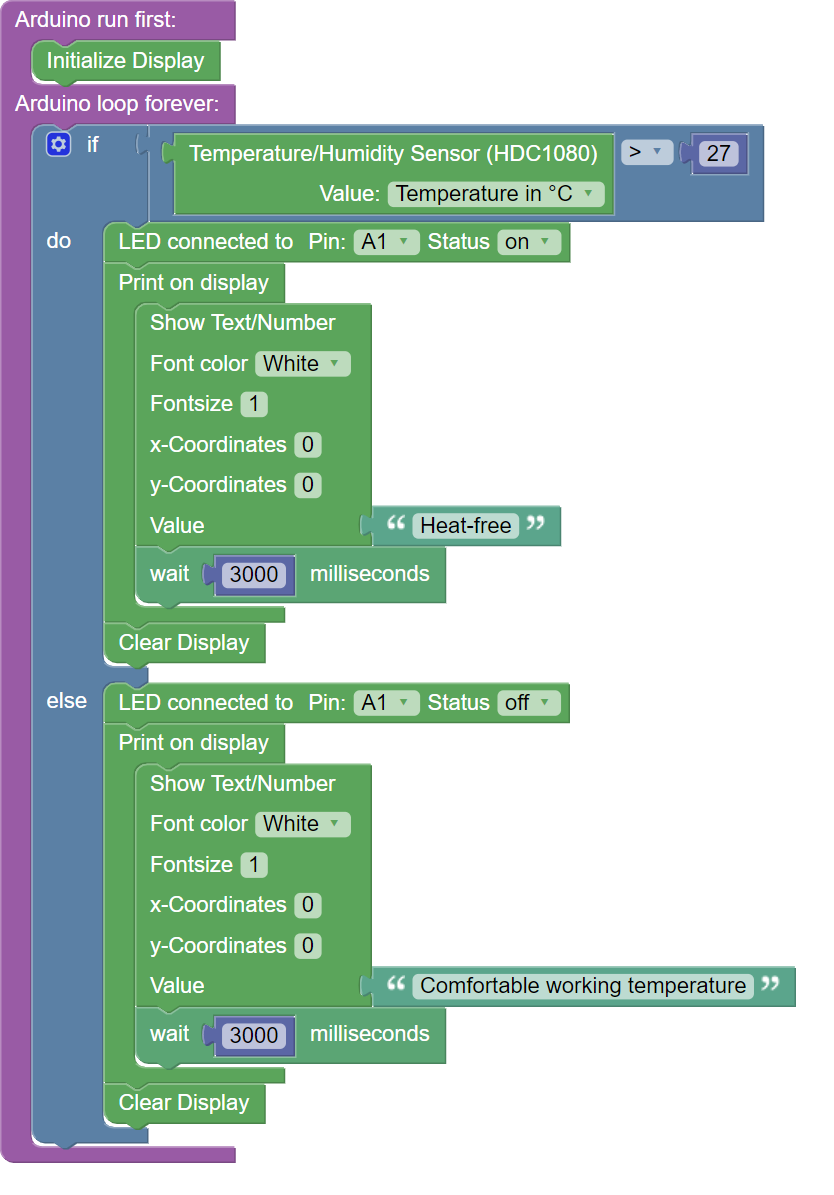 Arduino run first:
Initialize Display
Arduino loop forever:
if Temperature/Humidity Sensor (HDC1080) > 27
Value: Temperature in °C
do LED connected to Pin: A1 Status on
Print on display
Show Text/Number
Font color White
Fontsize 1
x-Coordinates 0
y-Coordinates 0
Value “ Heat-free ”
wait 3000 milliseconds
Clear Display
else LED connected to Pin: A1 Status off
Print on display
Show Text/Number
Font color White
Fontsize 1
x-Coordinates 0
y-Coordinates 0
Value “ Comfortable working temperature ”
wait 3000 milliseconds
Clear Display